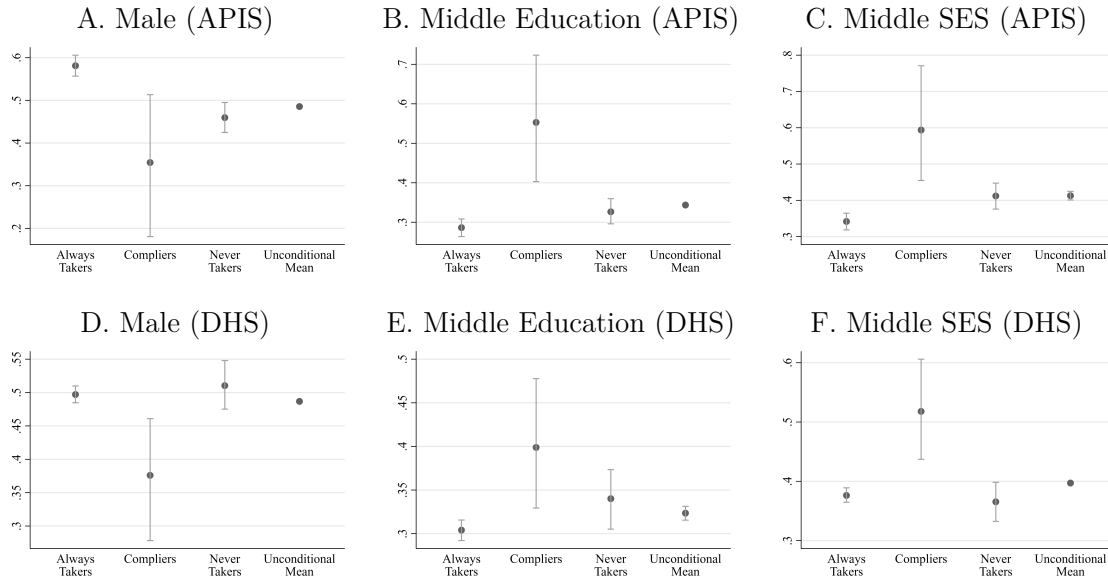 A. Male (APIS)
B. Middle Education (APIS)
C. Middle SES (APIS)
.6
.5
.4
.3
.2
Always Takers
Compliers
Never Takers
Unconditional Mean
.7
.6
.5
.4
.3
Always Takers
Compliers
Never Takers
Unconditional Mean
.8
.7
.6
.5
.4
.3
Always Takers
Compliers
Never Takers
Unconditional Mean
D. Male (DHS)
E. Middle Education (DHS)
F. Middle SES (DHS)
.55
.5
.45
.4
.35
.3
Always Takers
Compliers
Never Takers
Unconditional Mean
.5
.45
.4
.35
.3
Always Takers
Compliers
Never Takers
Unconditional Mean
.6
.5
.4
.3
Always Takers
Compliers
Never Takers
Unconditional Mean